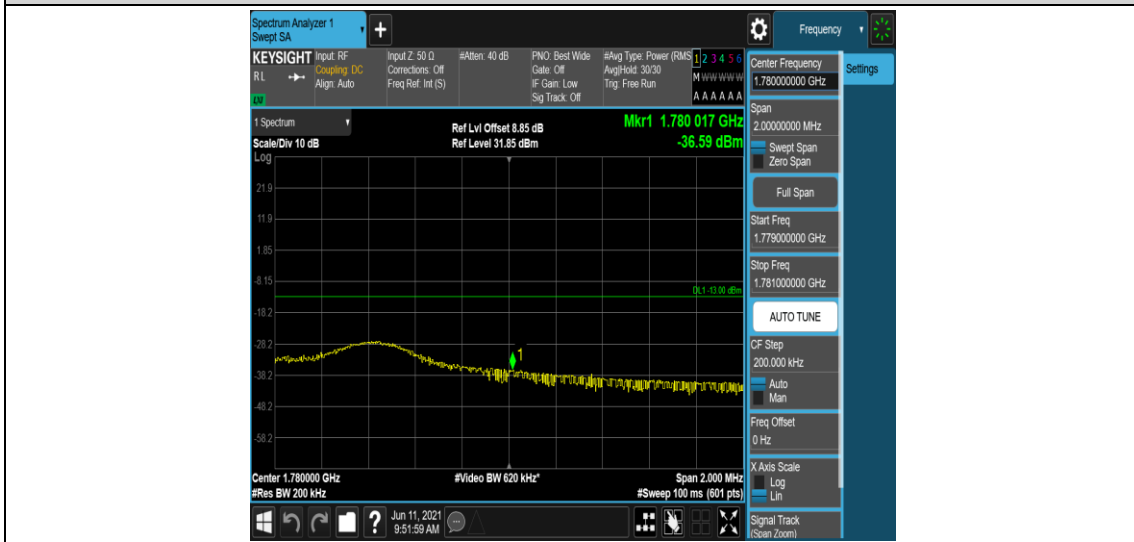 Spectrum Analyzer 1
Swept SA
+
Frequency
KEYSIGHT
RL
LXI
Input: RF
Coupling: DC
Align: Auto
Input Z: 50 Ω
Corrections: Off
Freq Ref: Int (S)
#Atten: 40 dB
PNO: Best Wide
Gate: Off
IF Gain: Low
Sig Track: Off
#Avg Type: Power (RMS
Avg|Hold: 30/30
Trig: Free Run
1 2 3 4 5 6
M W W W W W
A A A A A A
1 Spectrum
Scale/Div 10 dB
Log
Ref Lvl Offset 8.85 dB
Ref Level 31.85 dBm
Mkr1 1.780 017 GHz
-36.59 dBm
21.9
11.9
1.85
-8.15
-18.2
-28.2
-38.2
-48.2
-58.2
DL1 -13.00 dBm
1
Center 1.780000 GHz
#Res BW 200 kHz
#Video BW 620 kHz*
Span 2.000 MHz
#Sweep 100 ms (601 pts)
Center Frequency
1.780000000 GHz
Settings
Span
2.00000000 MHz
Swept Span
Zero Span
Full Span
Start Freq
1.779000000 GHz
Stop Freq
1.781000000 GHz
AUTO TUNE
CF Step
200.000 kHz
Auto
Man
Freq Offset
0 Hz
X Axis Scale
Log
Lin
Signal Track
(Span Zoom)
?
Jun 11, 2021
9:51:59 AM